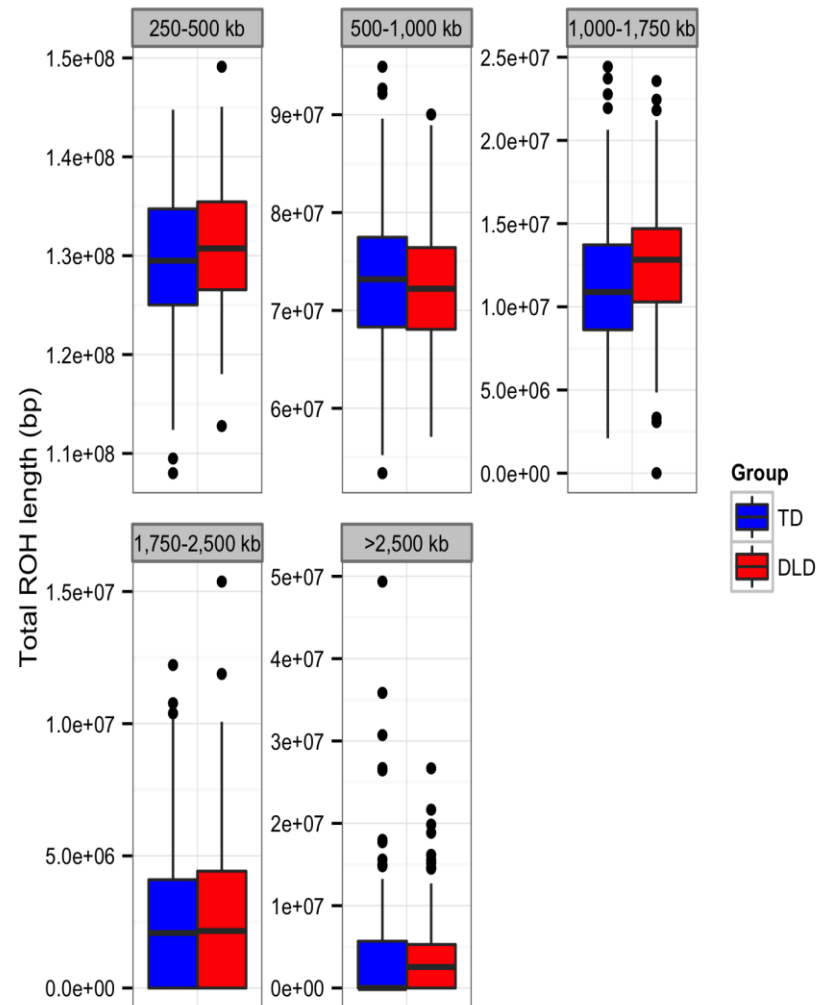 250-500 kb
500-1,000 kb
1,000-1,750 kb
1.5e+08
1.4e+08
1.3e+08
1.2e+08
1.1e+08
9e+07
8e+07
7e+07
6e+07
2.5e+07
2.0e+07
1.5e+07
1.0e+07
5.0e+06
0.0e+00
Total ROH length (bp)
Group
TD
DLD
1,750-2,500 kb
>2,500 kb
1.5e+07
1.0e+07
5.0e+06
0.0e+00
5e+07
4e+07
3e+07
2e+07
1e+07
0e+00